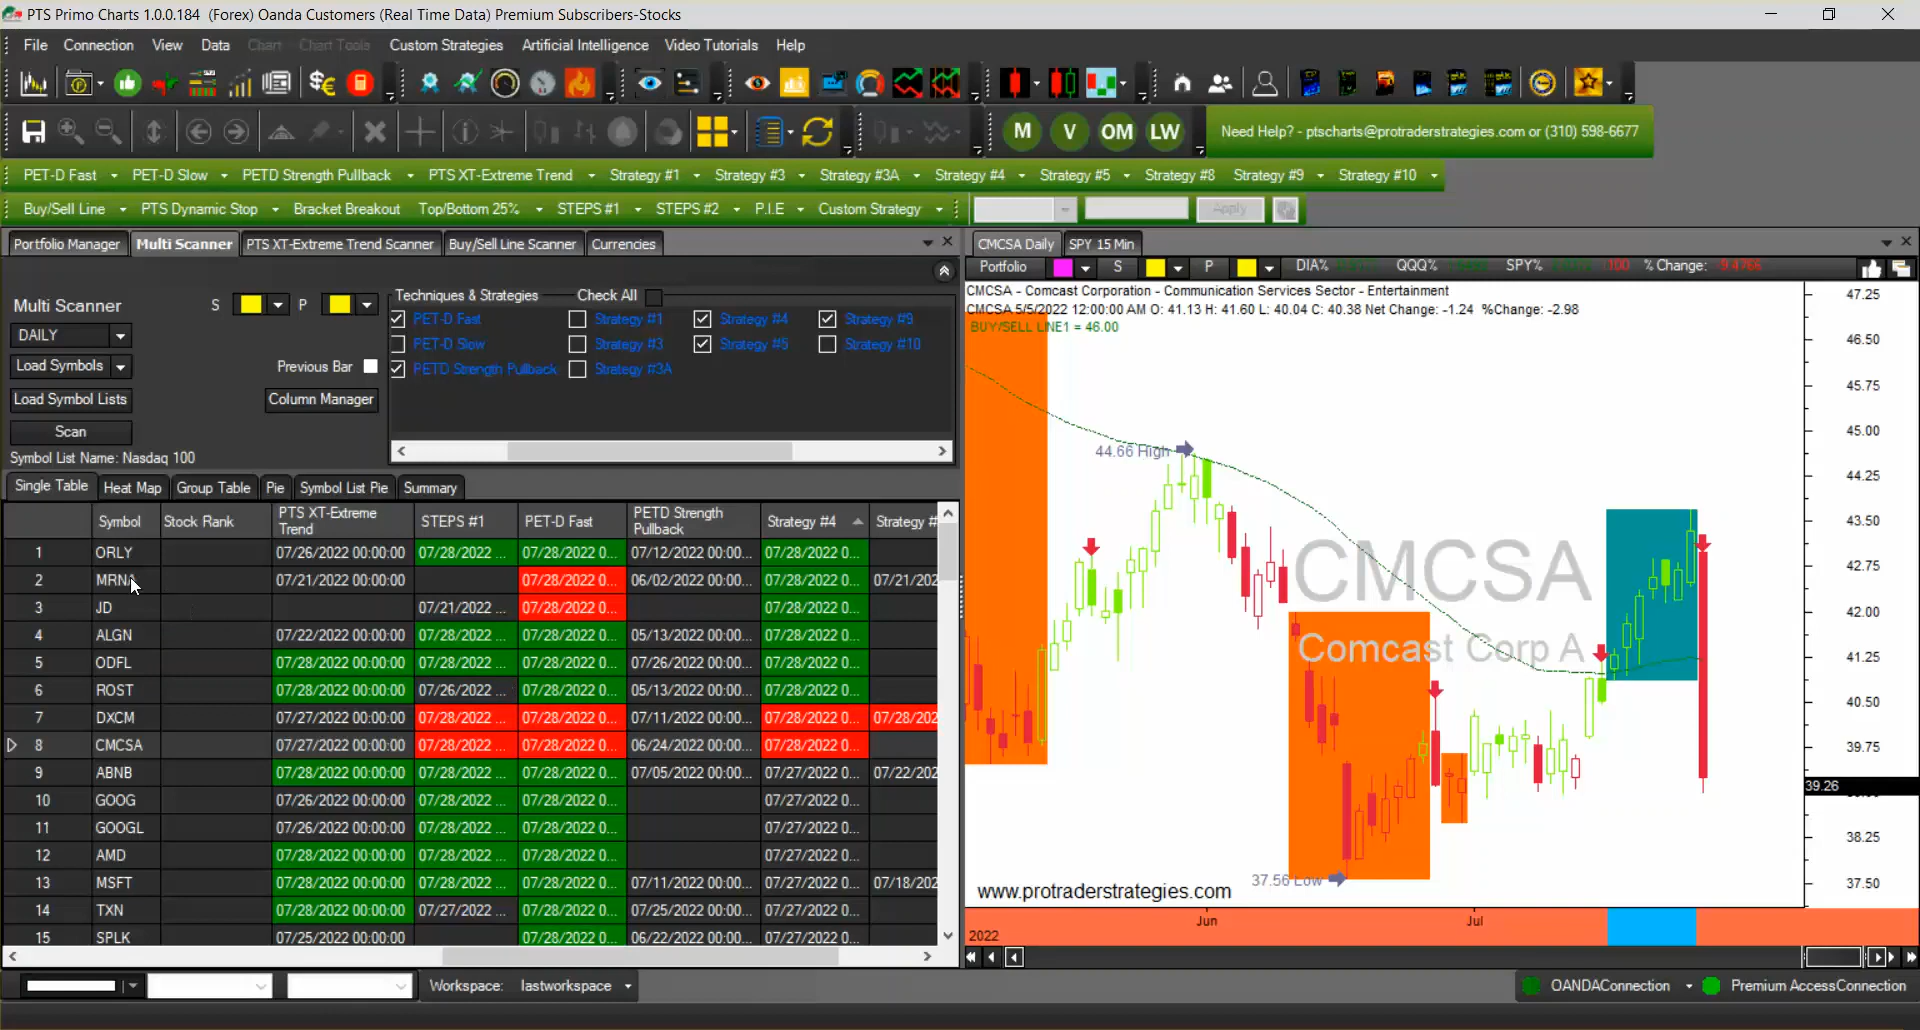 PTS Primo Charts 1.0.0.184 (Forex) Oanda Customers (Real Time Data) Premium Subscribers-Stocks
File Connection View Data Chart Chart Tools Custom Strategies Artificial Intelligence Video Tutorials Help
M V OM LW Need Help? - ptscharts@protraderstrategies.com or (310) 598-6677
PET-D Fast PET-D Slow PETD Strength Pullback PTS XT-Extreme Trend Strategy #1 Strategy #3 Strategy #3A Strategy #4 Strategy #5 Strategy #8 Strategy #9 Strategy #10
Buy/Sell Line PTS Dynamic Stop Bracket Breakout Top/Bottom 25% STEPS #1 STEPS #2 P.I.E Custom Strategy Apply
Portfolio Manager Multi Scanner PTS XT-Extreme Trend Scanner Buy/Sell Line Scanner Currencies
Multi Scanner S P
DAILY
Load Symbols
Previous Bar
Load Symbol Lists Column Manager
Scan
Symbol List Name: Nasdaq 100
Techniques & Strategies Check All
PET-D Fast Strategy #1 Strategy #4 Strategy #9
PET-D Slow Strategy #3 Strategy #5 Strategy #10
PETD Strength Pullback Strategy #3A
Single Table Heat Map Group Table Pie Symbol List Pie Summary
Symbol Stock Rank PTS XT-Extreme Trend STEPS #1 PET-D Fast PETD Strength Pullback Strategy #4 Strategy #
1 ORLY 07/26/2022 00:00:00 07/28/2022 ... 07/28/2022 0... 07/12/2022 00:00... 07/28/2022 0...
2 MRNA 07/21/2022 00:00:00 07/28/2022 0... 06/02/2022 00:00... 07/28/2022 0... 07/21/202
3 JD 07/21/2022 ... 07/28/2022 0... 07/28/2022 0...
4 ALGN 07/22/2022 00:00:00 07/28/2022 ... 07/28/2022 0... 05/13/2022 00:00... 07/28/2022 0...
5 ODFL 07/28/2022 00:00:00 07/28/2022 ... 07/28/2022 0... 07/26/2022 00:00... 07/28/2022 0...
6 ROST 07/28/2022 00:00:00 07/26/2022 ... 07/28/2022 0... 05/13/2022 00:00... 07/28/2022 0...
7 DXCM 07/27/2022 00:00:00 07/28/2022 ... 07/28/2022 0... 07/11/2022 00:00... 07/28/2022 0... 07/28/202
8 CMCSA 07/27/2022 00:00:00 07/28/2022 ... 07/28/2022 0... 06/24/2022 00:00... 07/28/2022 0...
9 ABNB 07/28/2022 00:00:00 07/28/2022 ... 07/28/2022 0... 07/05/2022 00:00... 07/27/2022 0... 07/22/202
10 GOOG 07/26/2022 00:00:00 07/28/2022 ... 07/28/2022 0... 07/27/2022 0...
11 GOOGL 07/26/2022 00:00:00 07/28/2022 ... 07/28/2022 0... 07/27/2022 0...
12 AMD 07/28/2022 00:00:00 07/28/2022 ... 07/28/2022 0... 07/27/2022 0...
13 MSFT 07/28/2022 00:00:00 07/28/2022 ... 07/28/2022 0... 07/11/2022 00:00... 07/27/2022 0... 07/18/202
14 TXN 07/28/2022 00:00:00 07/27/2022 ... 07/28/2022 0... 07/25/2022 00:00... 07/27/2022 0...
15 SPLK 07/25/2022 00:00:00 07/28/2022 0... 06/22/2022 00:00... 07/27/2022 0...
CMCSA Daily SPY 15 Min
Portfolio S P DIA% QQQ% SPY% % Change:
CMCSA - Comcast Corporation - Communication Services Sector - Entertainment
CMCSA 5/5/2022 12:00:00 AM O: 41.13 H: 41.60 L: 40.04 C: 40.38 Net Change: -1.24 %Change: -2.98
BUY/SELL LINE1 = 46.00
44.66 High
CMCSA
Comcast Corp A
37.56 Low
www.protraderstrategies.com
47.25
46.50
45.75
45.00
44.25
43.50
42.75
42.00
41.25
40.50
39.75
39.26
38.25
37.50
Jun Jul
2022
Workspace: lastworkspace OANDAConnection Premium AccessConnection